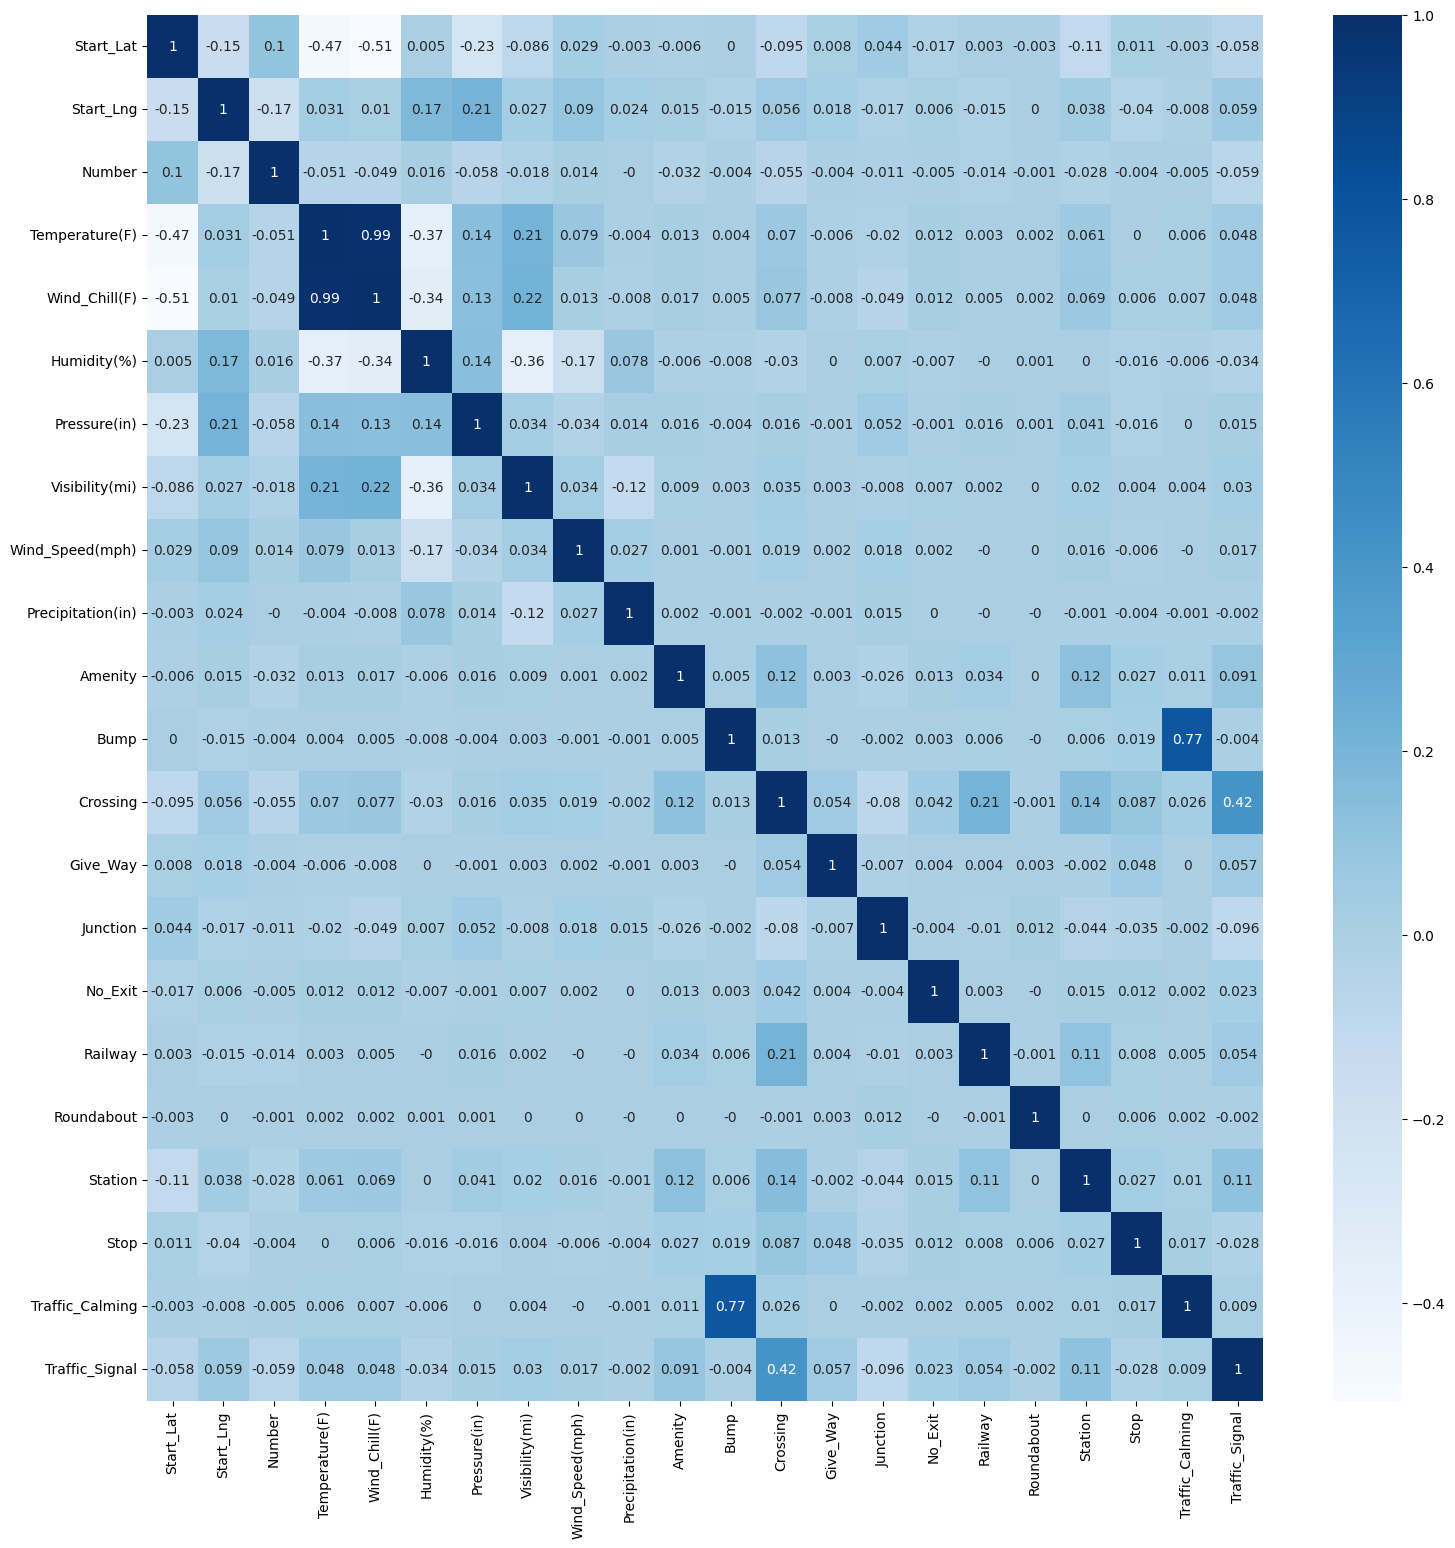 Start_Lat 1 -0.15 0.1 -0.47 -0.51 0.005 -0.23 -0.086 0.029 -0.003 -0.006 0 -0.095 0.008 0.044 -0.017 0.003 -0.003 -0.11 0.011 -0.003 -0.058
Start_Lng -0.15 1 -0.17 0.031 0.01 0.17 0.21 0.027 0.09 0.024 0.015 -0.015 0.056 0.018 -0.017 0.006 -0.015 0 0.038 -0.04 -0.008 0.059
Number 0.1 -0.17 1 -0.051 -0.049 0.016 -0.058 -0.018 0.014 -0 -0.032 -0.004 -0.055 -0.004 -0.011 -0.005 -0.014 -0.001 -0.028 -0.004 -0.005 -0.059
Temperature(F) -0.47 0.031 -0.051 1 0.99 -0.37 0.14 0.21 0.079 -0.004 0.013 0.004 0.07 -0.006 -0.02 0.012 0.003 0.002 0.061 0 0.006 0.048
Wind_Chill(F) -0.51 0.01 -0.049 0.99 1 -0.34 0.13 0.22 0.013 -0.008 0.017 0.005 0.077 -0.008 -0.049 0.012 0.005 0.002 0.069 0.006 0.007 0.048
Humidity(%) 0.005 0.17 0.016 -0.37 -0.34 1 0.14 -0.36 -0.17 0.078 -0.006 -0.008 -0.03 0 0.007 -0.007 -0 0.001 0 -0.016 -0.006 -0.034
Pressure(in) -0.23 0.21 -0.058 0.14 0.13 0.14 1 0.034 -0.034 0.014 0.016 -0.004 0.016 -0.001 0.052 -0.001 0.016 0.001 0.041 -0.016 0 0.015
Visibility(mi) -0.086 0.027 -0.018 0.21 0.22 -0.36 0.034 1 0.034 -0.12 0.009 0.003 0.035 0.003 -0.008 0.007 0.002 0 0.02 0.004 0.004 0.03
Wind_Speed(mph) 0.029 0.09 0.014 0.079 0.013 -0.17 -0.034 0.034 1 0.027 0.001 -0.001 0.019 0.002 0.018 0.002 -0 0 0.016 -0.006 -0 0.017
Precipitation(in) -0.003 0.024 -0 -0.004 -0.008 0.078 0.014 -0.12 0.027 1 0.002 -0.001 -0.002 -0.001 0.015 0 -0 -0 -0.001 -0.004 -0.001 -0.002
Amenity -0.006 0.015 -0.032 0.013 0.017 -0.006 0.016 0.009 0.001 0.002 1 0.005 0.12 0.003 -0.026 0.013 0.034 0 0.12 0.027 0.011 0.091
Bump 0 -0.015 -0.004 0.004 0.005 -0.008 -0.004 0.003 -0.001 -0.001 0.005 1 0.013 -0 -0.002 0.003 0.006 -0 0.006 0.019 0.77 -0.004
Crossing -0.095 0.056 -0.055 0.07 0.077 -0.03 0.016 0.035 0.019 -0.002 0.12 0.013 1 0.054 -0.08 0.042 0.21 -0.001 0.14 0.087 0.026 0.42
Give_Way 0.008 0.018 -0.004 -0.006 -0.008 0 -0.001 0.003 0.002 -0.001 0.003 -0 0.054 1 -0.007 0.004 0.004 0.003 -0.002 0.048 0 0.057
Junction 0.044 -0.017 -0.011 -0.02 -0.049 0.007 0.052 -0.008 0.018 0.015 -0.026 -0.002 -0.08 -0.007 1 -0.004 -0.01 0.012 -0.044 -0.035 -0.002 -0.096
No_Exit -0.017 0.006 -0.005 0.012 0.012 -0.007 -0.001 0.007 0.002 0 0.013 0.003 0.042 0.004 -0.004 1 0.003 -0 0.015 0.012 0.002 0.023
Railway 0.003 -0.015 -0.014 0.003 0.005 -0 0.016 0.002 -0 -0 0.034 0.006 0.21 0.004 -0.01 0.003 1 -0.001 0.11 0.008 0.005 0.054
Roundabout -0.003 0 -0.001 0.002 0.002 0.001 0.001 0 0 -0 0 -0 -0.001 0.003 0.012 -0 -0.001 1 0 0.006 0.002 -0.002
Station -0.11 0.038 -0.028 0.061 0.069 0 0.041 0.02 0.016 -0.001 0.12 0.006 0.14 -0.002 -0.044 0.015 0.11 0 1 0.027 0.01 0.11
Stop 0.011 -0.04 -0.004 0 0.006 -0.016 -0.016 0.004 -0.006 -0.004 0.027 0.019 0.087 0.048 -0.035 0.012 0.008 0.006 0.027 1 0.017 -0.028
Traffic_Calming -0.003 -0.008 -0.005 0.006 0.007 -0.006 0 0.004 -0 -0.001 0.011 0.77 0.026 0 -0.002 0.002 0.005 0.002 0.01 0.017 1 0.009
Traffic_Signal -0.058 0.059 -0.059 0.048 0.048 -0.034 0.015 0.03 0.017 -0.002 0.091 -0.004 0.42 0.057 -0.096 0.023 0.054 -0.002 0.11 -0.028 0.009 1
Start_Lat
Start_Lng
Number
Temperature(F)
Wind_Chill(F)
Humidity(%)
Pressure(in)
Visibility(mi)
Wind_Speed(mph)
Precipitation(in)
Amenity
Bump
Crossing
Give_Way
Junction
No_Exit
Railway
Roundabout
Station
Stop
Traffic_Calming
Traffic_Signal
1.0
0.8
0.6
0.4
0.2
0.0
−0.2
−0.4